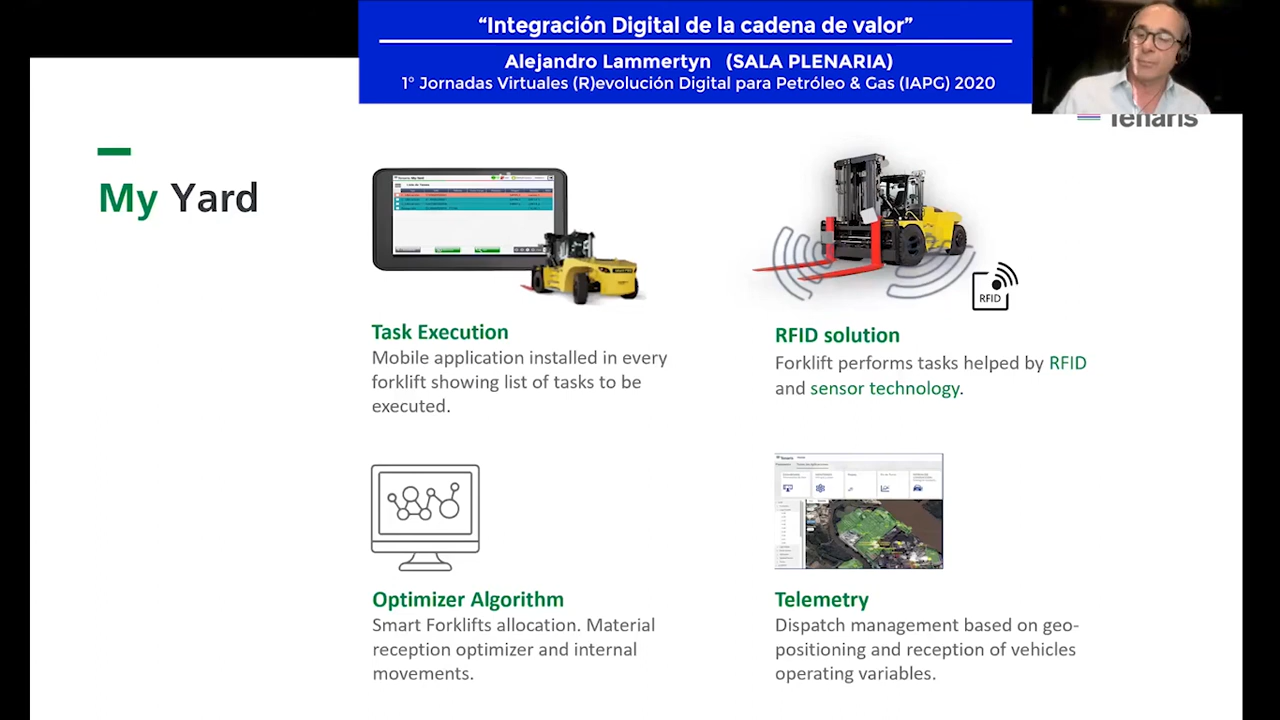 “Integración Digital de la cadena de valor”
Alejandro Lammertyn (SALA PLENARIA)
1° Jornadas Virtuales (R)evolución Digital para Petróleo & Gas (IAPG) 2020
Tenaris
My Yard
Task Execution
Mobile application installed in every
forklift showing list of tasks to be
executed.
RFID
RFID solution
Forklift performs tasks helped by RFID
and sensor technology.
Optimizer Algorithm
Smart Forklifts allocation. Material
reception optimizer and internal
movements.
Telemetry
Dispatch management based on geo-
positioning and reception of vehicles
operating variables.